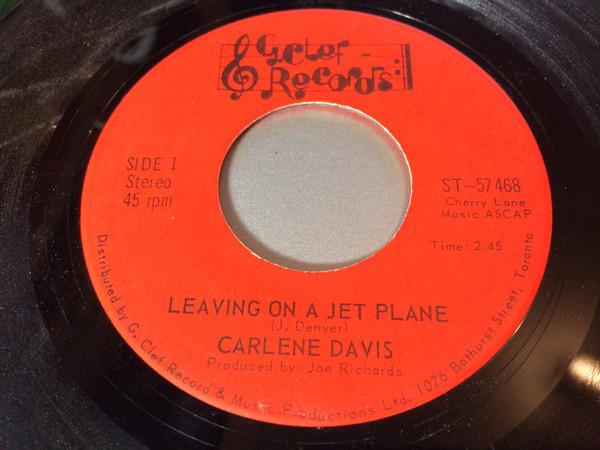 G. Clef -
Records
SIDE 1
Stereo
45 rpm
ST-57468
Cherry Lane
Music ASCAP
Time: 2:45
LEAVING ON A JET PLANE
(J. Denver)
CARLENE DAVIS
Produced by: Joe Richards
Distributed by G. Clef Record & Music Productions Ltd. 1076 Bathurst Street, Toronto